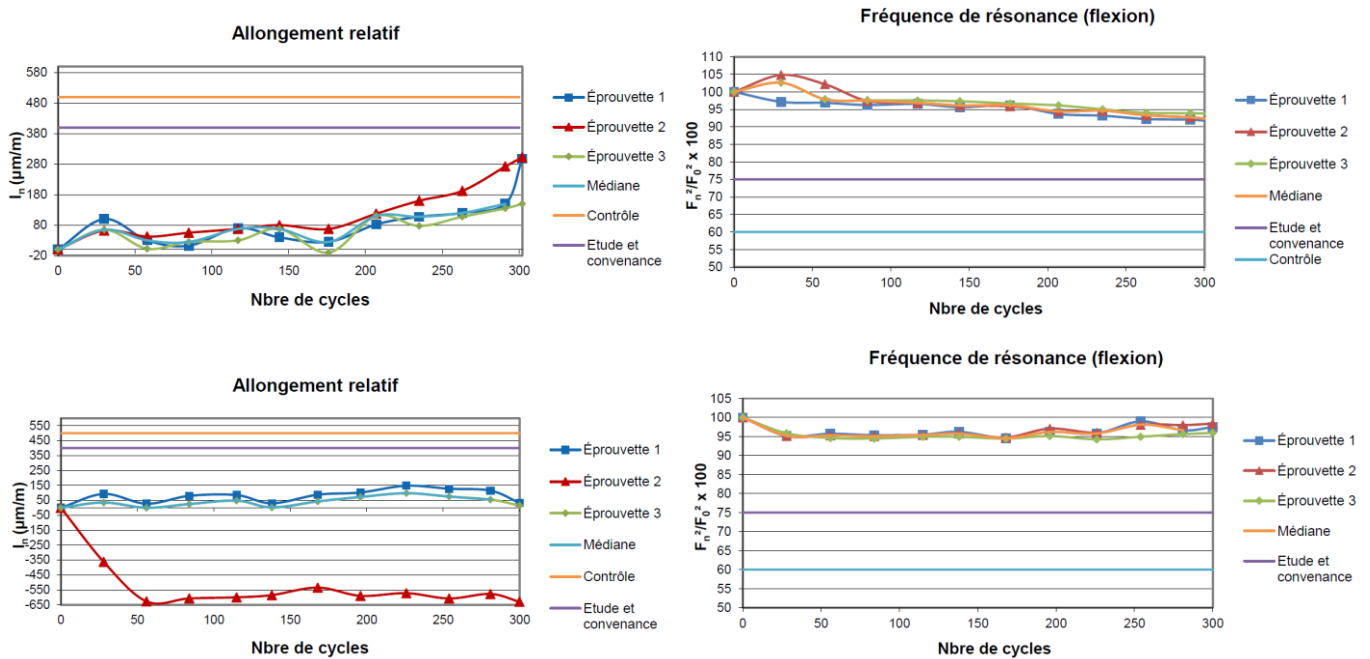 Allongement relatif
580
480
380
280
180
80
-20
lₙ (µm/m)
0 50 100 150 200 250 300
Nbre de cycles
Éprouvette 1
Éprouvette 2
Éprouvette 3
Médiane
Contrôle
Etude et
convenance
Fréquence de résonance (flexion)
110
105
100
95
90
85
80
75
70
65
60
55
50
Fₙ²/F₀² x 100
0 50 100 150 200 250 300
Nbre de cycles
Éprouvette 1
Éprouvette 2
Éprouvette 3
Médiane
Etude et
convenance
Contrôle
Allongement relatif
550
450
350
250
150
50
-50
-150
-250
-350
-450
-550
-650
lₙ (µm/m)
0 50 100 150 200 250 300
Nbre de cycles
Éprouvette 1
Éprouvette 2
Éprouvette 3
Médiane
Contrôle
Etude et
convenance
Fréquence de résonance (flexion)
105
100
95
90
85
80
75
70
65
60
55
50
Fₙ²/F₀² x 100
0 50 100 150 200 250 300
Nbre de cycles
Éprouvette 1
Éprouvette 2
Éprouvette 3
Médiane
Etude et
convenance